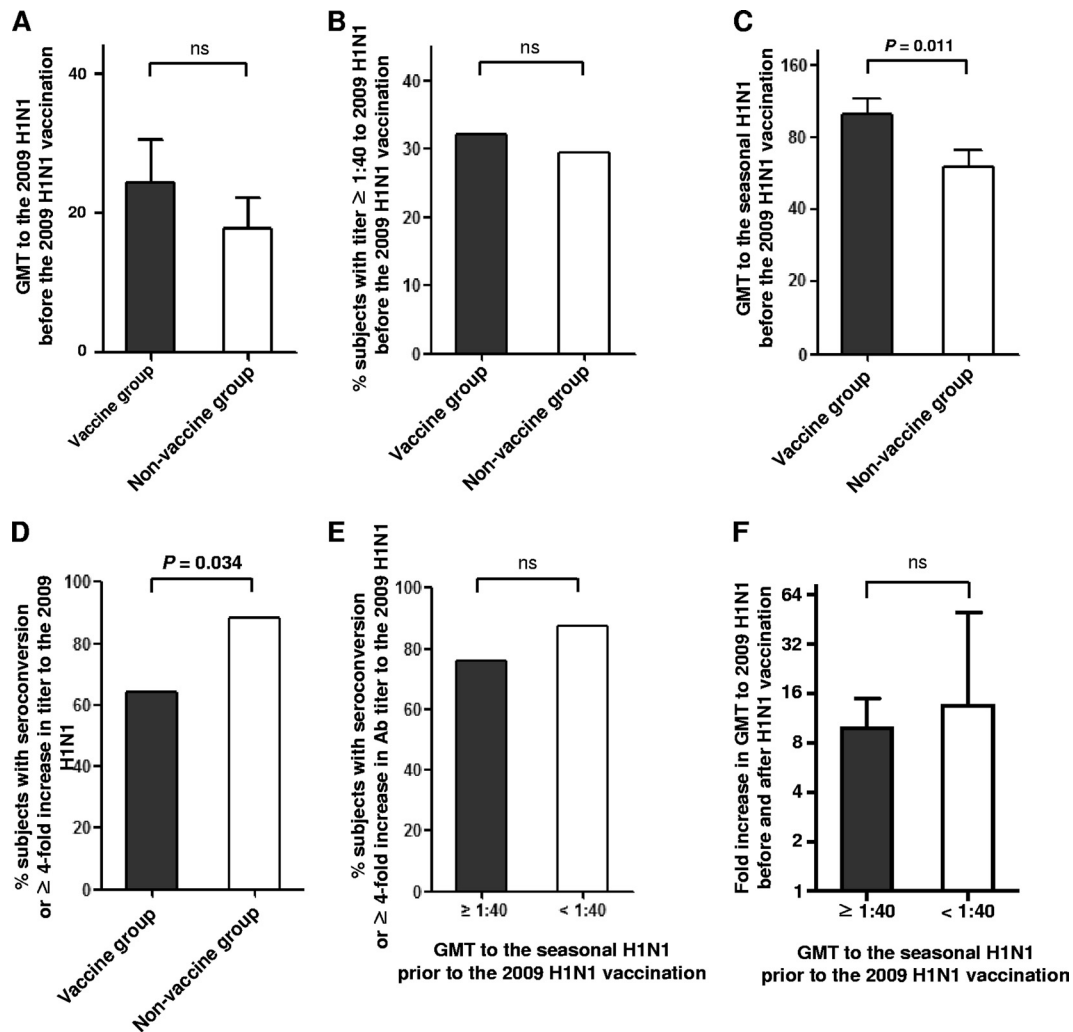 A
GMT to the 2009 H1N1
before the 2009 H1N1 vaccination
40
20
0
ns
Vaccine group
Non-vaccine group
B
% subjects with titer ≥ 1:40 to 2009 H1N1
before the 2009 H1N1 vaccination
40
30
20
10
0
ns
Vaccine group
Non-vaccine group
C
GMT to the seasonal H1N1
before the 2009 H1N1 vaccination
160
80
40
20
0
P = 0.011
Vaccine group
Non-vaccine group
D
% subjects with seroconversion
or ≥ 4-fold increase in titer to the 2009
H1N1
100
80
60
40
20
0
P = 0.034
Vaccine group
Non-vaccine group
E
% subjects with seroconversion
or ≥ 4-fold increase in Ab titer to the 2009 H1N1
100
80
60
40
20
0
ns
≥ 1:40 < 1:40
GMT to the seasonal H1N1
prior to the 2009 H1N1 vaccination
F
Fold increase in GMT to 2009 H1N1
before and after H1N1 vaccination
64
32
16
8
4
2
1
ns
≥ 1:40 < 1:40
GMT to the seasonal H1N1
prior to the 2009 H1N1 vaccination